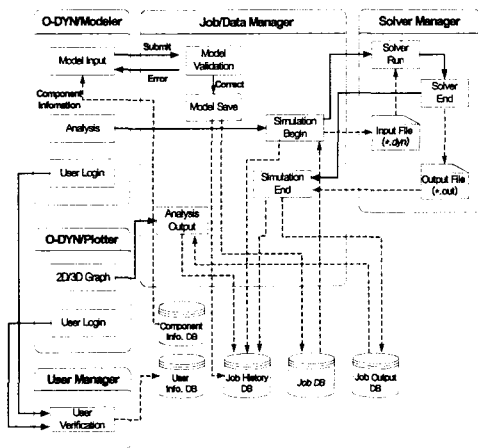 O-DYN/Modeler
Job/Data Manager
Solver Manager
Model Input
Submit
Error
Model
Validation
Correct
Model Save
Component
Information
Analysis
User Login
Simulation
Begin
Simulation
End
Solver
Run
Solver
End
Input File
(*.dyn)
Output File
(*.out)
O-DYN/Plotter
Analysis
Output
2D/3D Graph
User Login
Component
Info. DB
User Manager
User
Info. DB
Job History
DB
Job DB
Job Output
DB
User
Verification